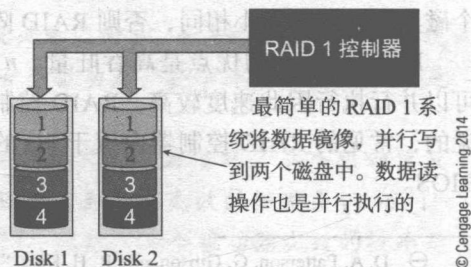 RAID 1 控制器
1
1
2
2
3
3
4
4
最简单的 RAID 1 系
统将数据镜像，并行写
到两个磁盘中。数据读
操作也是并行执行的
Disk 1
Disk 2
© Cengage Learning 2014